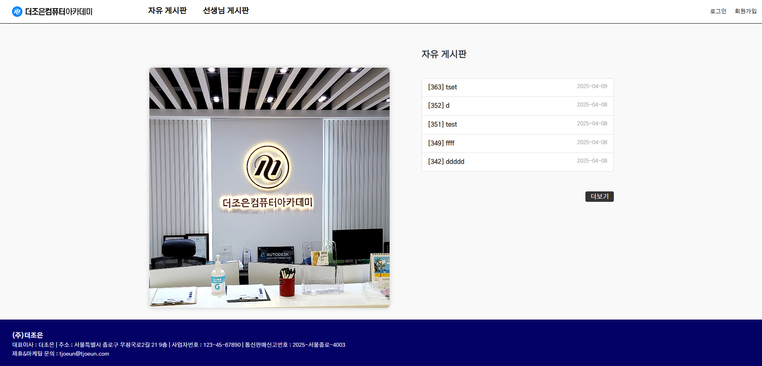 더조은컴퓨터아카데미
자유 게시판 선생님 게시판
로그인 회원가입
자유 게시판
[363] tset 2025-04-09
[352] d 2025-04-08
[351] test 2025-04-08
[349] fffff 2025-04-08
[342] ddddd 2025-04-08
더보기
더조은컴퓨터아카데미
AUTODESK
(주)더조은
대표이사 : 더조은 | 주소 : 서울특별시 종로구 우정국로2길 21 9층 | 사업자번호 : 123-45-67890 | 통신판매신고번호 : 2025-서울종로-4003
제휴&마케팅 문의 : tjoeun@tjoeun.com